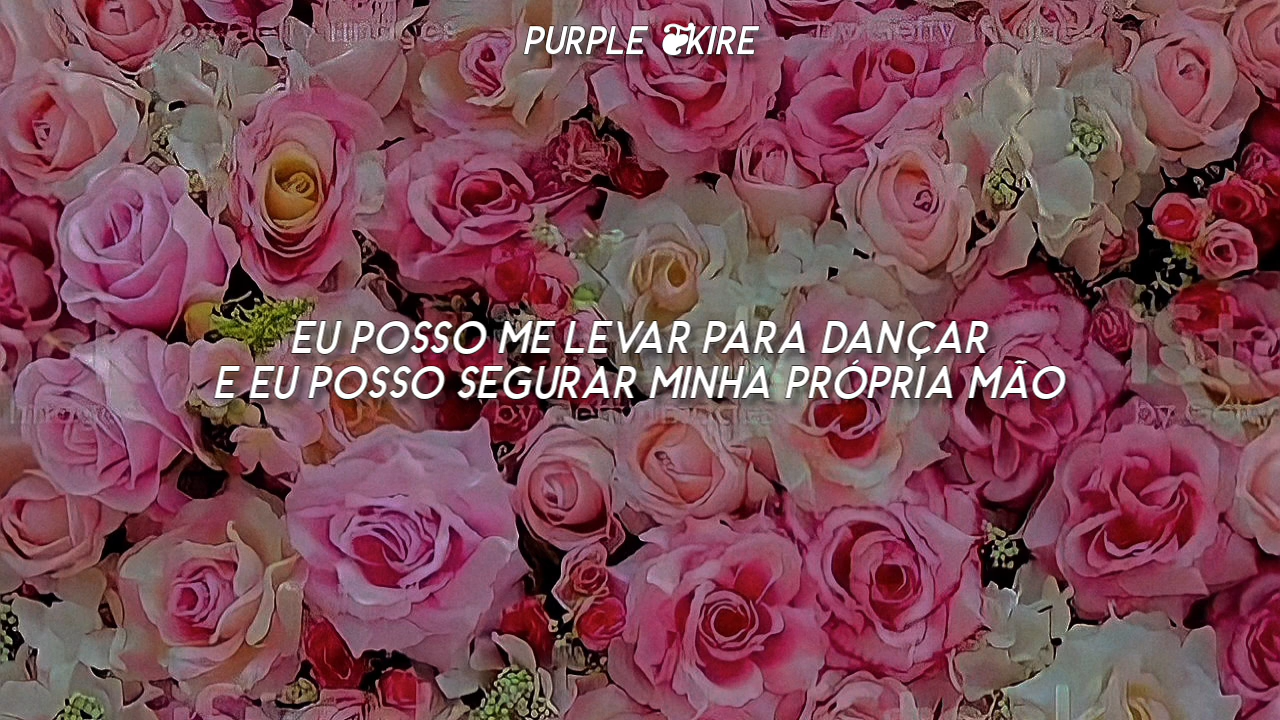 PURPLE ❦KIRE
EU POSSO ME LEVAR PARA DANÇAR
E EU POSSO SEGURAR MINHA PRÓPRIA MÃO